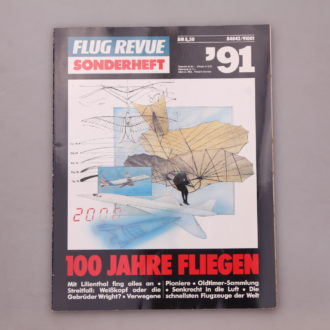 FLUG REVUE
SONDERHEFT
DM 8,50
'91
2000
100 JAHRE FLIEGEN
Mit Lilienthal fing alles an • Pioniere • Oldtimer-Sammlung
Streitfall: Weißkopf oder die • Senkrecht in die Luft • Die
Gebrüder Wright? • Verwegene schnellsten Flugzeuge der Welt